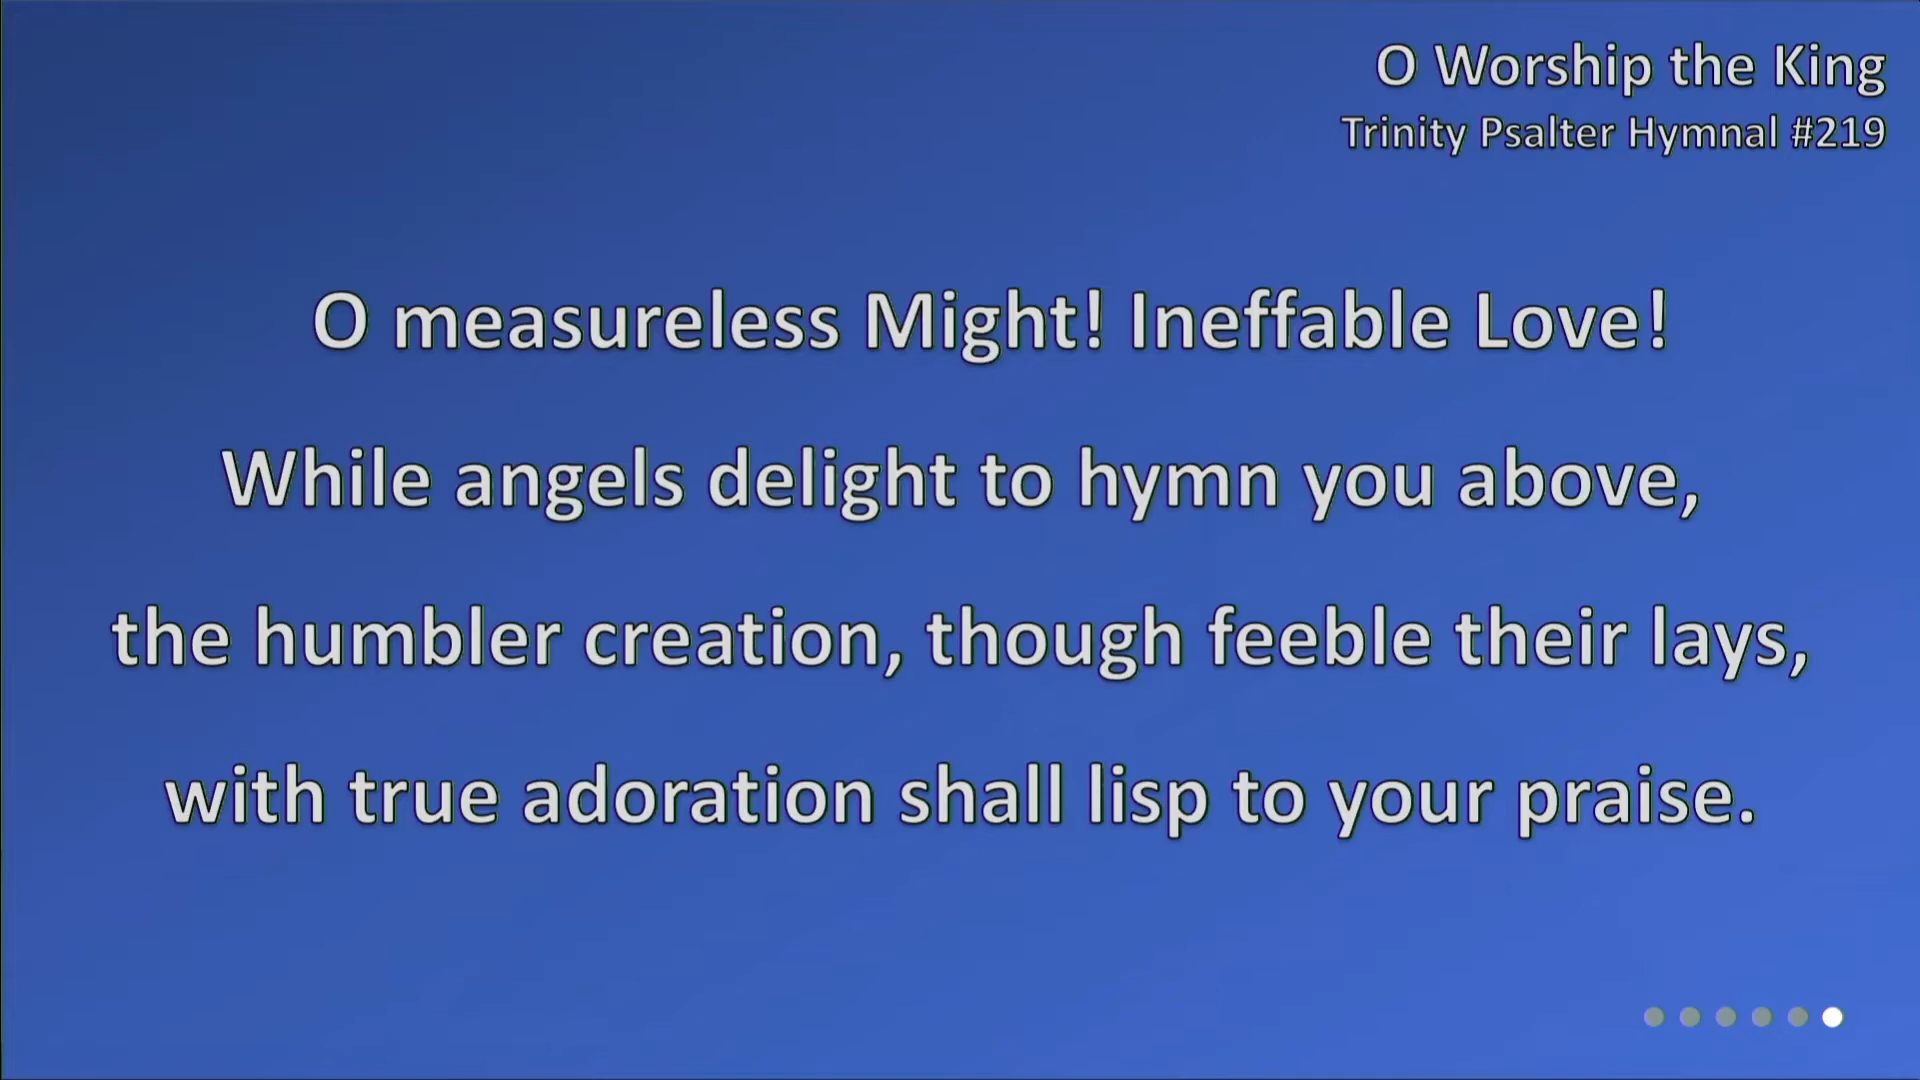 O Worship the King
Trinity Psalter Hymnal #219
O measureless Might! Ineffable Love!
While angels delight to hymn you above,
the humbler creation, though feeble their lays,
with true adoration shall lisp to your praise.